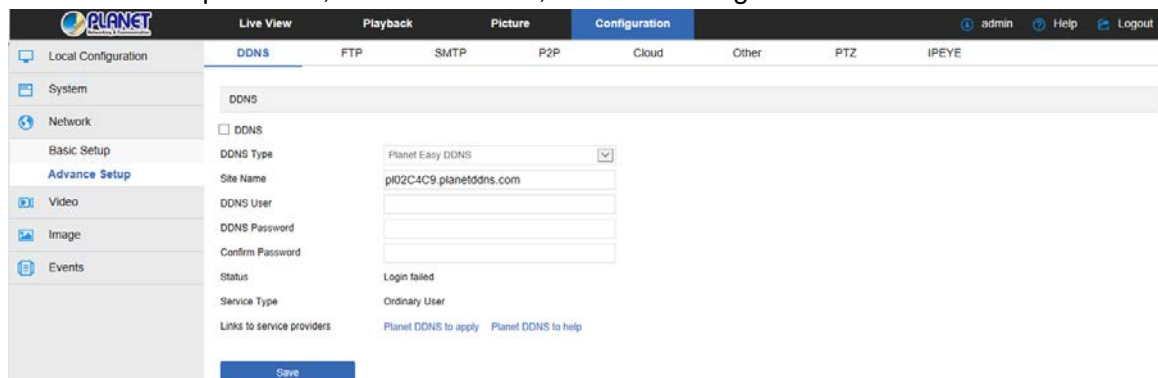 PLANET
Networking & Communication
Live View Playback Picture Configuration admin Help Logout
Local Configuration
System
Network
Basic Setup
Advance Setup
Video
Image
Events
DDNS FTP SMTP P2P Cloud Other PTZ IPEYE
DDNS
DDNS
DDNS Type Planet Easy DDNS
Site Name pl02C4C9.planetddns.com
DDNS User
DDNS Password
Confirm Password
Status Login failed
Service Type Ordinary User
Links to service providers Planet DDNS to apply Planet DDNS to help
Save